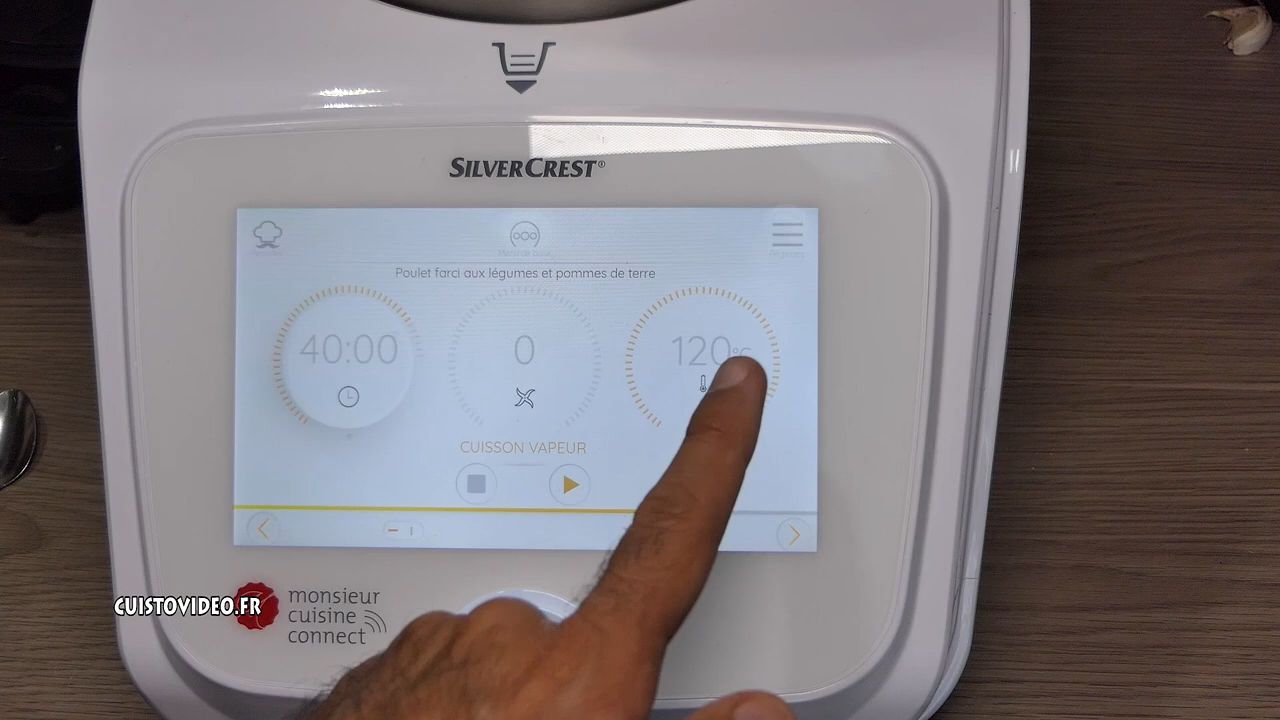 SILVERCREST®
Poulet farci aux légumes et pommes de terre
40:00
0
120°C
CUISSON VAPEUR
monsieur
cuisine
connect
CUISTOVIDEO.FR